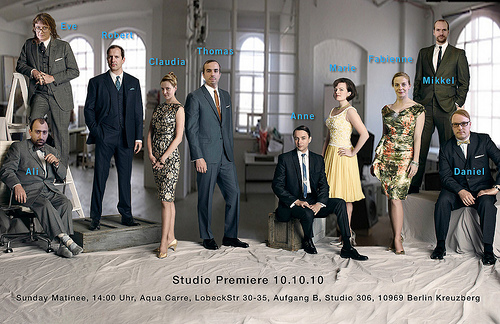 Eve
Robert
Thomas
Claudia
Marie
Fabienne
Mikkel
Anne
Ali
Daniel
Studio Premiere 10.10.10
Sunday Matinee, 14:00 Uhr, Aqua Carre, LobeckStr 30-35, Aufgang B, Studio 306, 10969 Berlin Kreuzberg